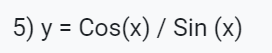 5) y = Cos(x) / Sin (x)